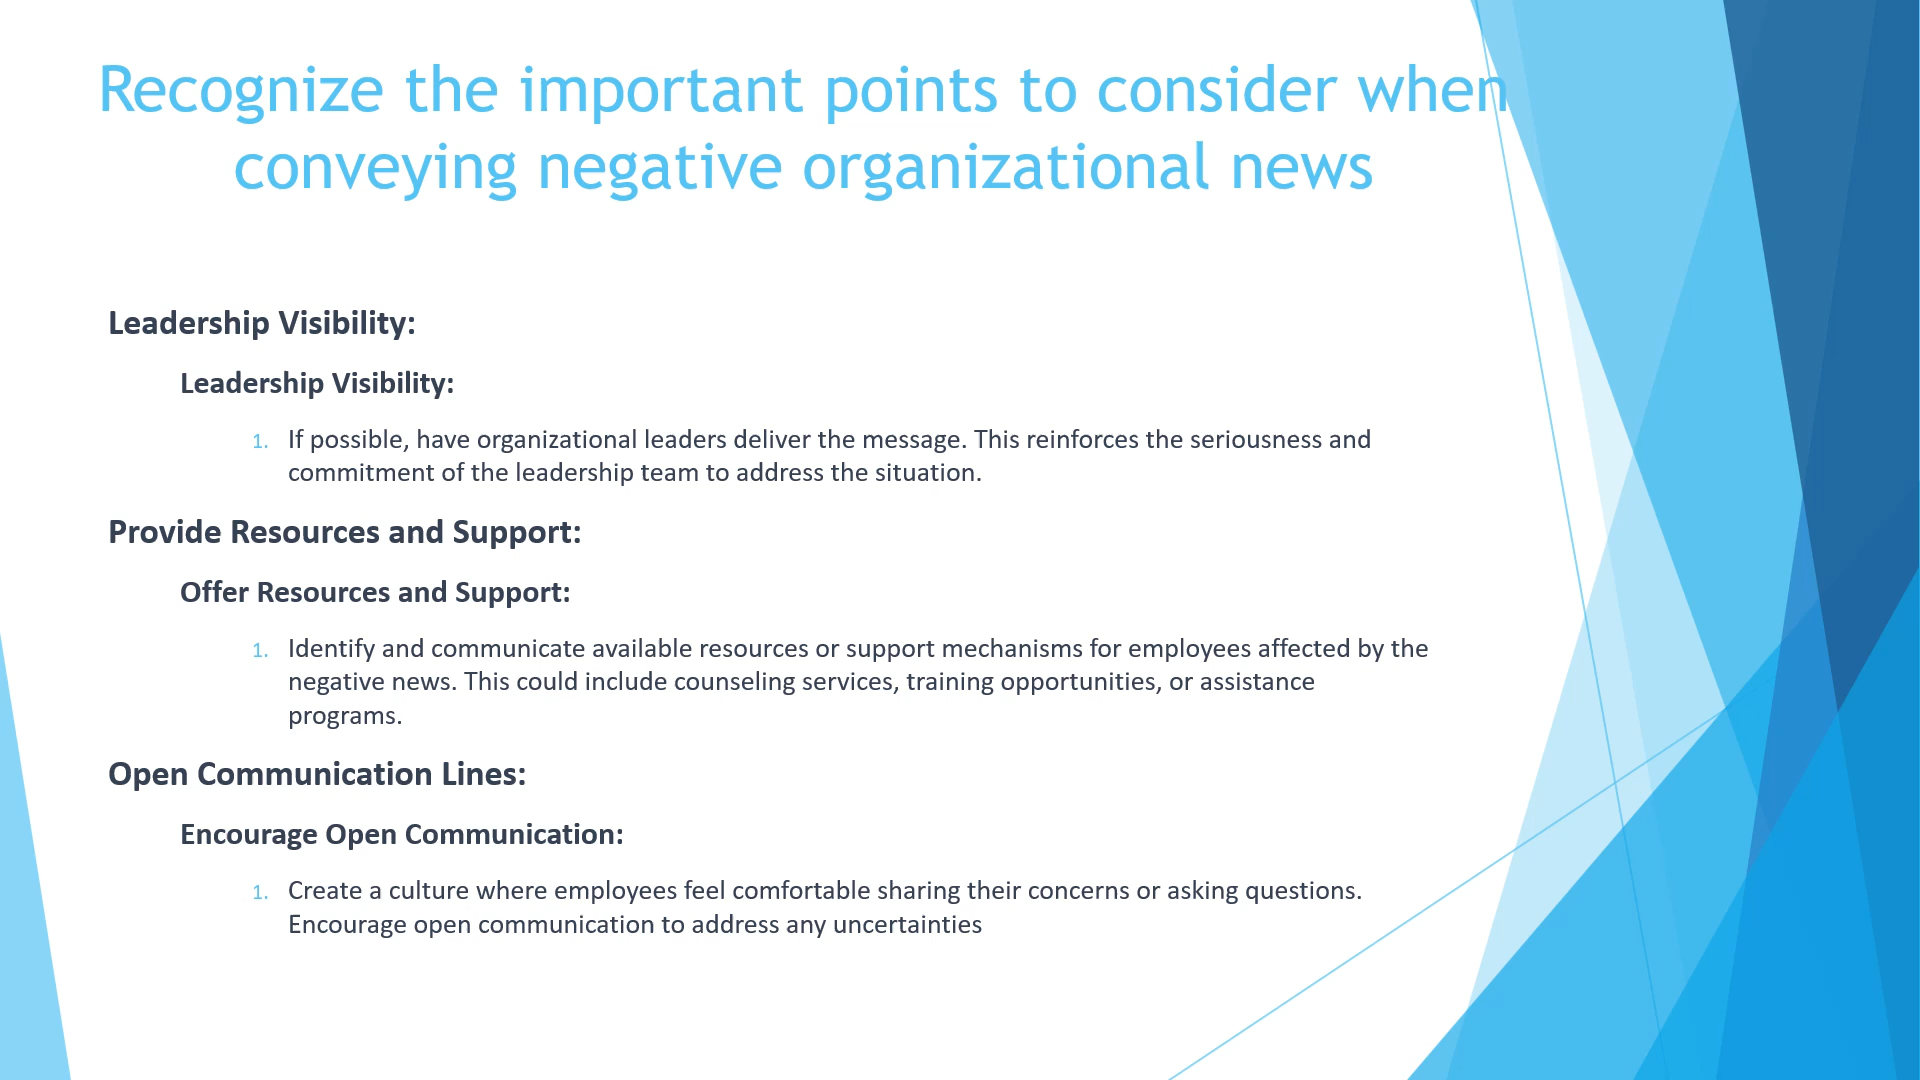 Recognize the important points to consider when
conveying negative organizational news
Leadership Visibility:
Leadership Visibility:
1. If possible, have organizational leaders deliver the message. This reinforces the seriousness and
commitment of the leadership team to address the situation.
Provide Resources and Support:
Offer Resources and Support:
1. Identify and communicate available resources or support mechanisms for employees affected by the
negative news. This could include counseling services, training opportunities, or assistance
programs.
Open Communication Lines:
Encourage Open Communication:
1. Create a culture where employees feel comfortable sharing their concerns or asking questions.
Encourage open communication to address any uncertainties